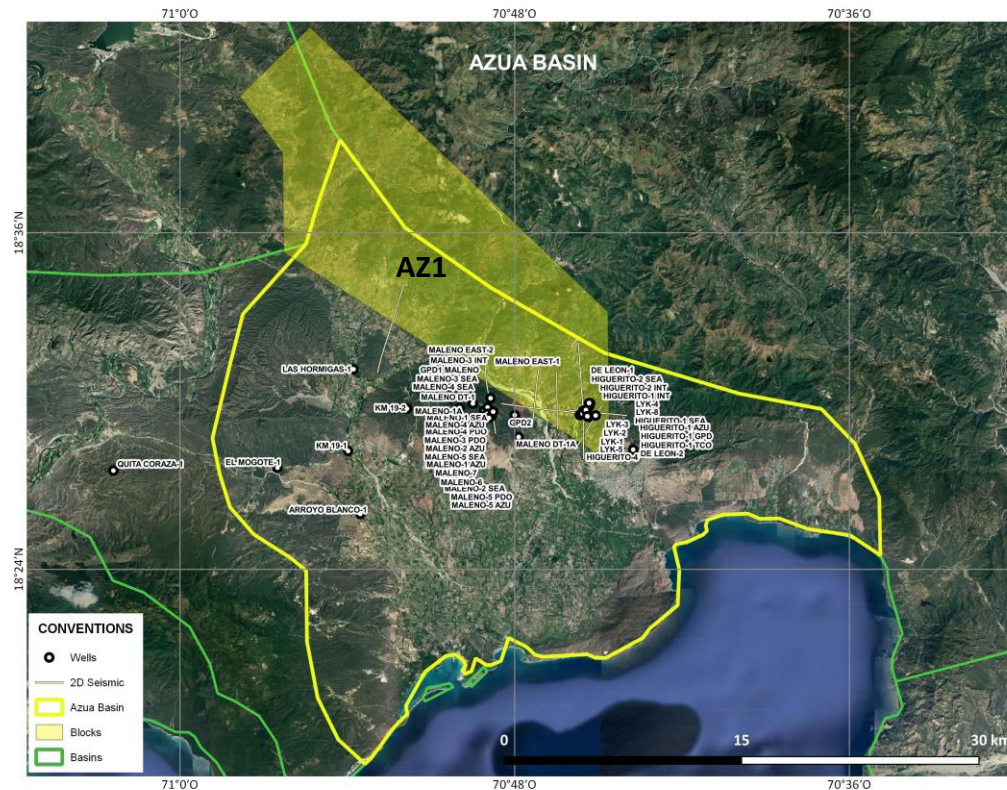 71°0'O
70°48'O
70°36'O
AZUA BASIN
18°36'N
18°36'N
AZ1
MALENO EAST-2
MALENO-3 INT
MALENO EAST-1
GPD1 MALENO
MALENO-3 SEA
MALENO-4 SEA
MALENO DT-1
LAS HORMIGAS-1
DE LEON-1
HIGUERITO-2 SEA
HIGUERITO-2 INT
HIGUERITO-1 INT
LYK-4
LYK-8
HIGUERITO-1 SEA
HIGUERITO-1 AZU
HIGUERITO-1 GPD
HIGUERITO-1 TCO
DE LEON-2
LYK-3
LYK-2
LYK-1
LYK-5
HIGUERITO-4
KM 19-2
MALENO-1A
MALENO-1 SEA
MALENO-4 AZU
MALENO-4 PDO
MALENO-3 PDO
MALENO-2 AZU
MALENO-5 SEA
MALENO-1 AZU
MALENO-7
MALENO-6
MALENO-2 SEA
MALENO-5 PDO
MALENO-5 AZU
GPD2
MALENO DT-1A
KM 19-1
QUITA CORAZA-1
EL MOGOTE-1
ARROYO BLANCO-1
18°24'N
18°24'N
CONVENTIONS
Wells
2D Seismic
Azua Basin
Blocks
Basins
0
15
30 km
71°0'O
70°48'O
70°36'O